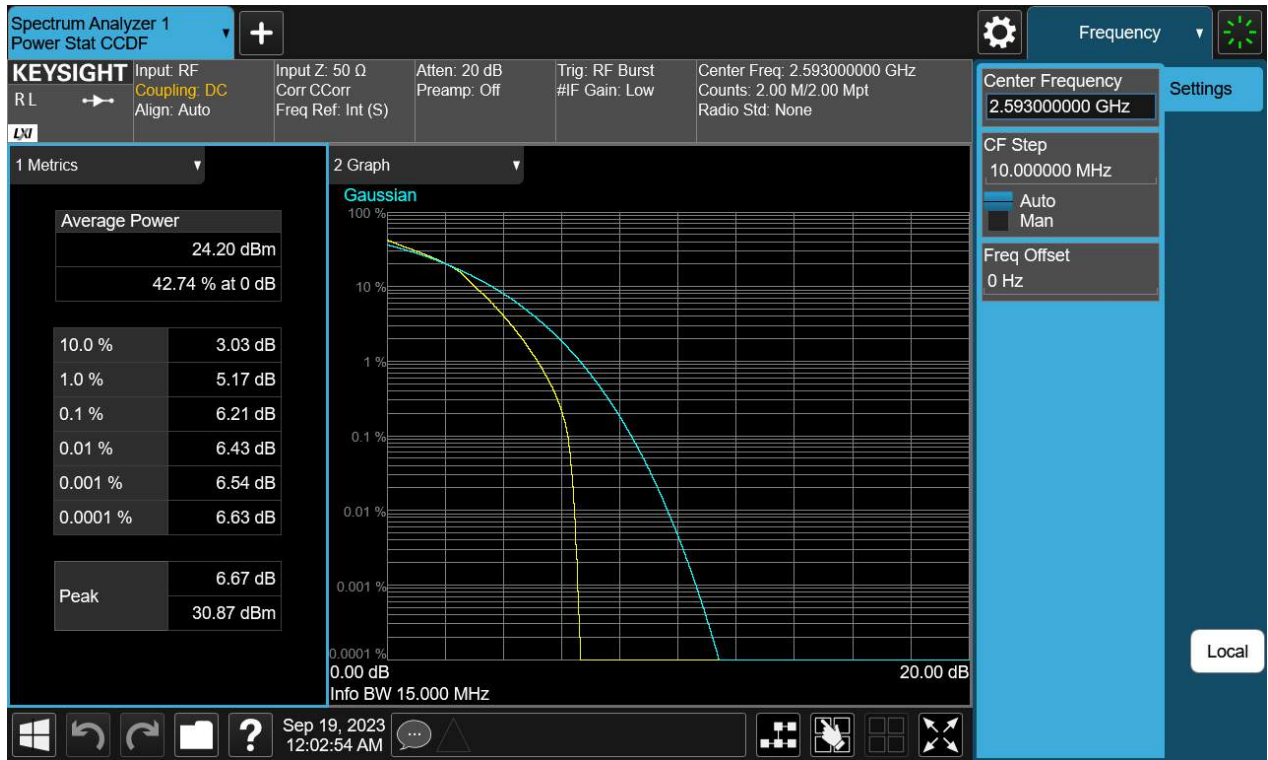 Spectrum Analyzer 1
Power Stat CCDF
+
Frequency
KEYSIGHT
RL
LXI
Input: RF
Coupling: DC
Align: Auto
Input Z: 50 Ω
Corr CCorr
Freq Ref: Int (S)
Atten: 20 dB
Preamp: Off
Trig: RF Burst
#IF Gain: Low
Center Freq: 2.593000000 GHz
Counts: 2.00 M/2.00 Mpt
Radio Std: None
Center Frequency
2.593000000 GHz
Settings
CF Step
10.000000 MHz
Auto
Man
Freq Offset
0 Hz
Local
1 Metrics
Average Power
24.20 dBm
42.74 % at 0 dB
10.0 % 3.03 dB
1.0 % 5.17 dB
0.1 % 6.21 dB
0.01 % 6.43 dB
0.001 % 6.54 dB
0.0001 % 6.63 dB
Peak
6.67 dB
30.87 dBm
2 Graph
Gaussian
100 %
10 %
1 %
0.1 %
0.01 %
0.001 %
0.0001 %
0.00 dB 20.00 dB
Info BW 15.000 MHz
?
Sep 19, 2023
12:02:54 AM